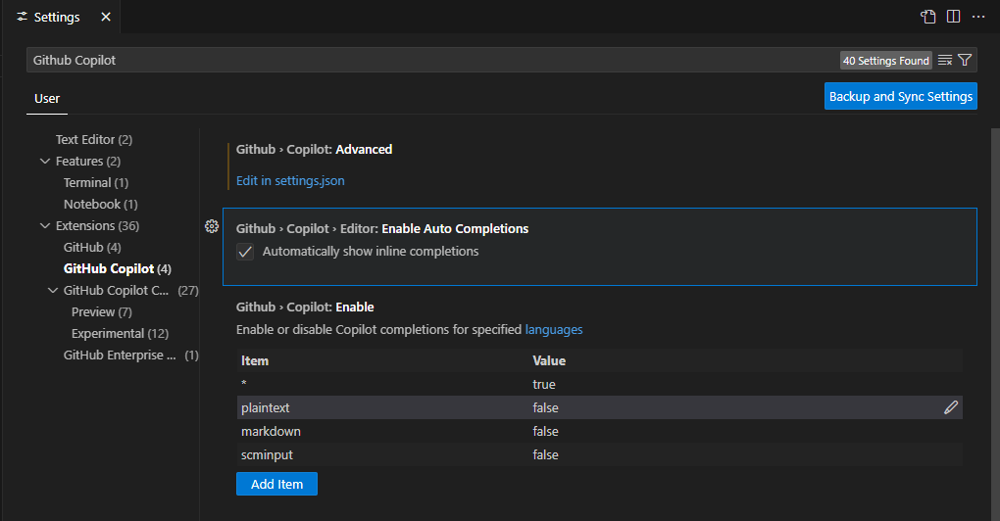 Settings
Github Copilot
40 Settings Found
User
Backup and Sync Settings
Text Editor (2)
Features (2)
Terminal (1)
Notebook (1)
Extensions (36)
GitHub (4)
GitHub Copilot (4)
GitHub Copilot C... (27)
Preview (7)
Experimental (12)
GitHub Enterprise ... (1)
Github › Copilot: Advanced
Edit in settings.json
Github › Copilot › Editor: Enable Auto Completions
Automatically show inline completions
Github › Copilot: Enable
Enable or disable Copilot completions for specified languages
Item Value
* true
plaintext false
markdown false
scminput false
Add Item